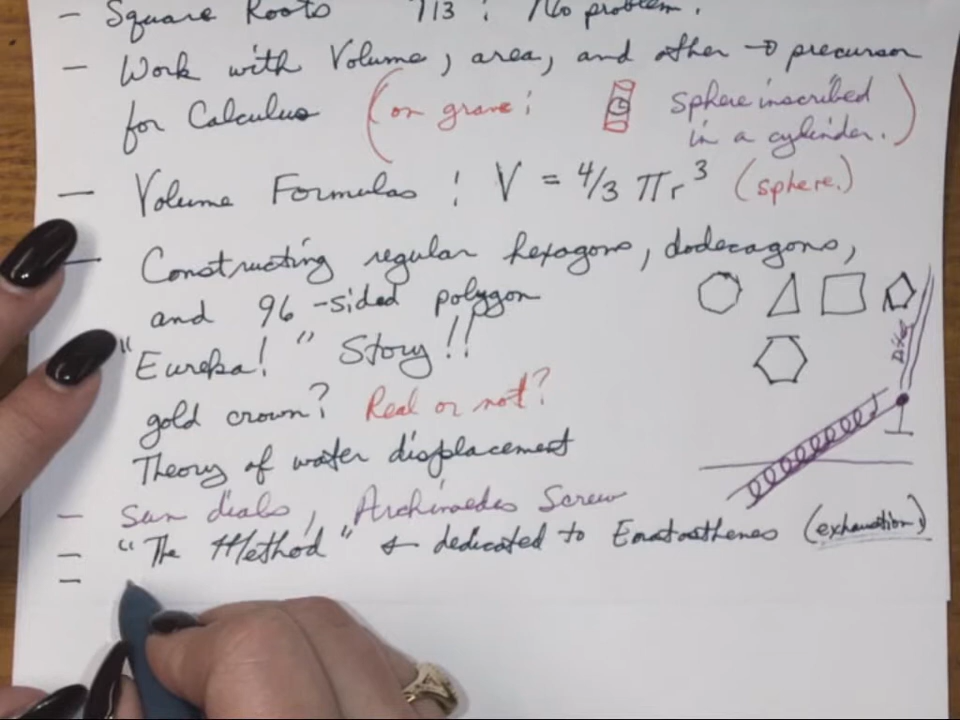 - Square Roots √13 : No problem.
- Work with Volume, area, and other → precursor
for Calculus (on grave: sphere inscribed
in a cylinder.)
- Volume Formulas : V = 4/3 πr³ (sphere.)
- Constructing regular hexagons, dodecagons,
and 96-sided polygon
"Eureka!" Story!!
gold crown? Real or not?
Theory of water displacement
- sun dials, Archimedes Screw
- "The Method" & dedicated to Eratosthenes (exhaustion)
-